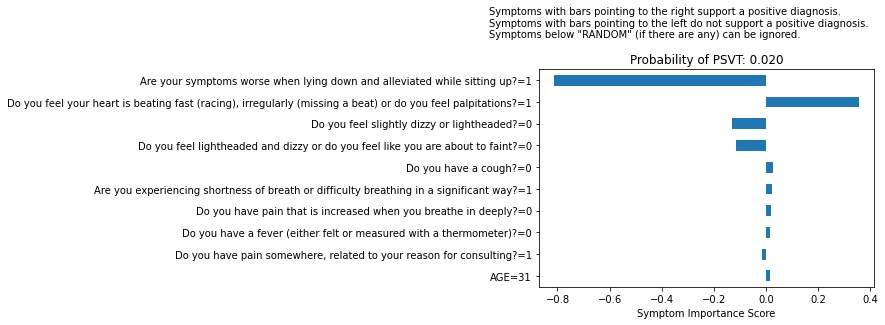 Symptoms with bars pointing to the right support a positive diagnosis.
Symptoms with bars pointing to the left do not support a positive diagnosis.
Symptoms below "RANDOM" (if there are any) can be ignored.
Probability of PSVT: 0.020
Are your symptoms worse when lying down and alleviated while sitting up?=1
Do you feel your heart is beating fast (racing), irregularly (missing a beat) or do you feel palpitations?=1
Do you feel slightly dizzy or lightheaded?=0
Do you feel lightheaded and dizzy or do you feel like you are about to faint?=0
Do you have a cough?=0
Are you experiencing shortness of breath or difficulty breathing in a significant way?=1
Do you have pain that is increased when you breathe in deeply?=0
Do you have a fever (either felt or measured with a thermometer)?=0
Do you have pain somewhere, related to your reason for consulting?=1
AGE=31
−0.8 −0.6 −0.4 −0.2 0.0 0.2 0.4
Symptom Importance Score